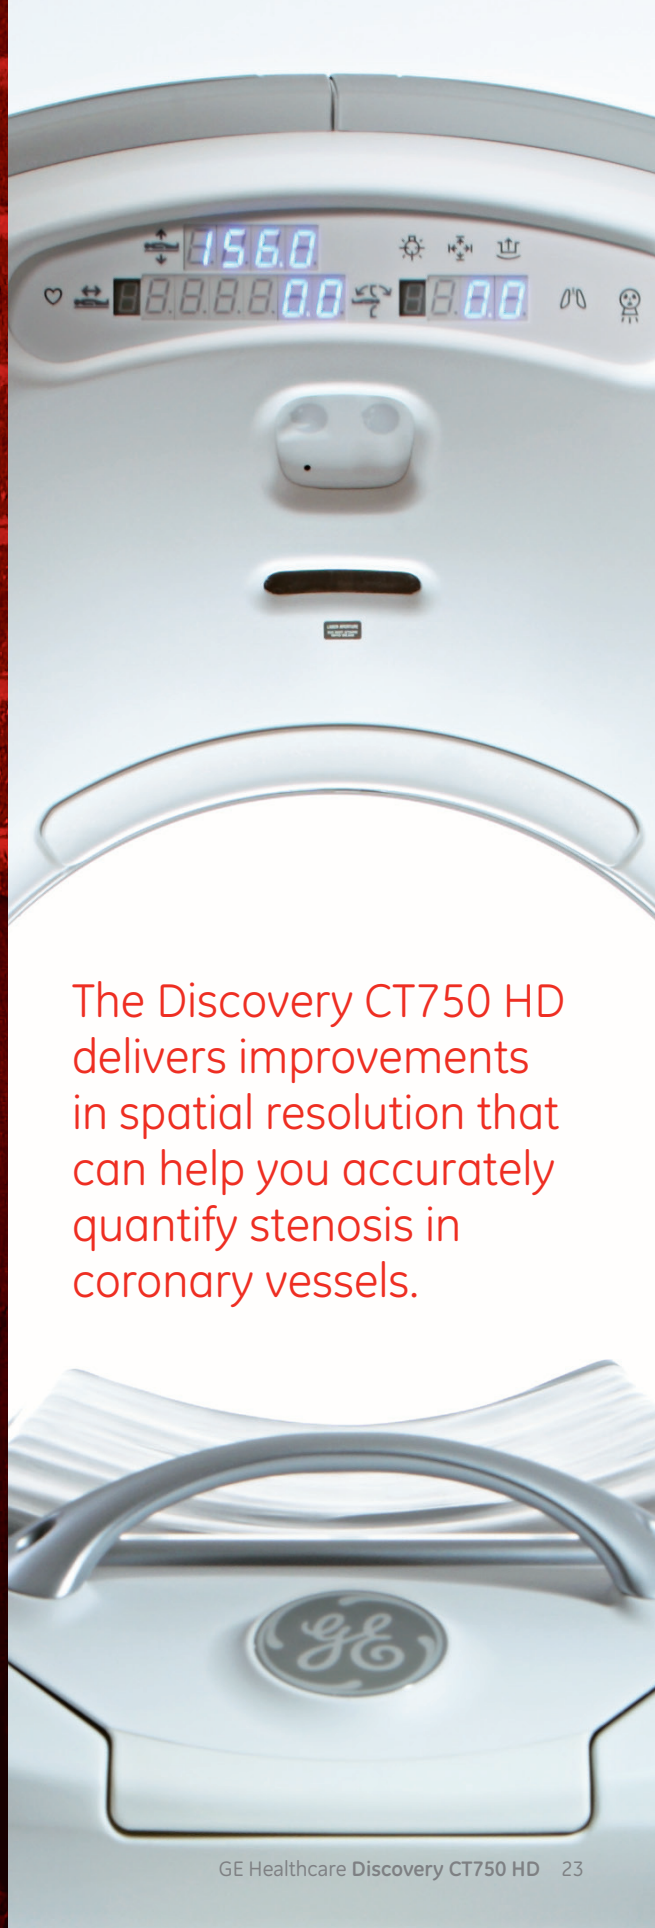 156.0
0.0
0.0
The Discovery CT750 HD
delivers improvements
in spatial resolution that
can help you accurately
quantify stenosis in
coronary vessels.
GE
GE Healthcare Discovery CT750 HD 23